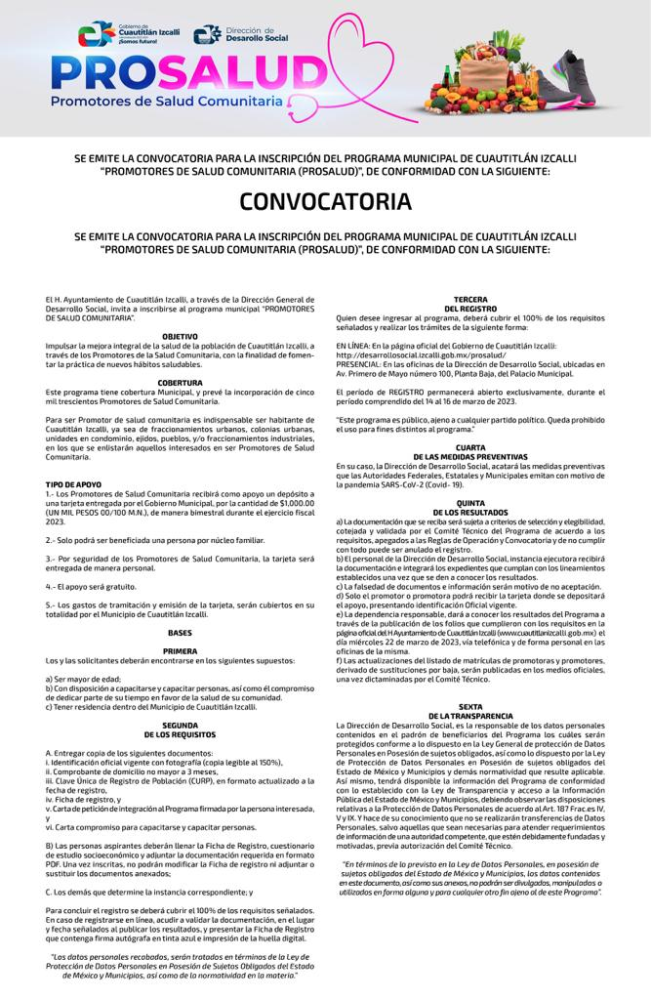 Gobierno de
Cuautitlán Izcalli
¡Somos futuro!
Dirección de
Desarollo Social
PROSALUD
Promotores de Salud Comunitaria
SE EMITE LA CONVOCATORIA PARA LA INSCRIPCIÓN DEL PROGRAMA MUNICIPAL DE CUAUTITLÁN IZCALLI
“PROMOTORES DE SALUD COMUNITARIA (PROSALUD)”, DE CONFORMIDAD CON LA SIGUIENTE:
CONVOCATORIA
SE EMITE LA CONVOCATORIA PARA LA INSCRIPCIÓN DEL PROGRAMA MUNICIPAL DE CUAUTITLÁN IZCALLI
“PROMOTORES DE SALUD COMUNITARIA (PROSALUD)”, DE CONFORMIDAD CON LA SIGUIENTE:
El H. Ayuntamiento de Cuautitlán Izcalli, a través de la Dirección General de
Desarrollo Social, invita a inscribirse al programa municipal “PROMOTORES
DE SALUD COMUNITARIA”.
OBJETIVO
Impulsar la mejora integral de la salud de la población de Cuautitlán Izcalli, a
través de los Promotores de la Salud Comunitaria, con la finalidad de fomen-
tar la práctica de nuevos hábitos saludables.
COBERTURA
Este programa tiene cobertura Municipal, y prevé la incorporación de cinco
mil trescientos Promotores de Salud Comunitaria.
Para ser Promotor de salud comunitaria es indispensable ser habitante de
Cuautitlán Izcalli, ya sea de fraccionamientos urbanos, colonias urbanas,
unidades en condominio, ejidos, pueblos, y/o fraccionamientos industriales,
en los que se enlistarán aquellos interesados en ser Promotores de Salud
Comunitaria.
TIPO DE APOYO
1.- Los Promotores de Salud Comunitaria recibirá como apoyo un depósito a
una tarjeta entregada por el Gobierno Municipal, por la cantidad de $1,000.00
(UN MIL PESOS 00/100 M.N.), de manera bimestral durante el ejercicio fiscal
2023.
2.- Solo podrá ser beneficiada una persona por núcleo familiar.
3.- Por seguridad de los Promotores de Salud Comunitaria, la tarjeta será
entregada de manera personal.
4.- El apoyo será gratuito.
5.- Los gastos de tramitación y emisión de la tarjeta, serán cubiertos en su
totalidad por el Municipio de Cuautitlán Izcalli.
BASES
PRIMERA
Los y las solicitantes deberán encontrarse en los siguientes supuestos:
a) Ser mayor de edad;
b) Con disposición a capacitarse y capacitar personas, así como él compromiso
de dedicar parte de su tiempo en favor de la salud de su comunidad.
c) Tener residencia dentro del Municipio de Cuautitlán Izcalli.
SEGUNDA
DE LOS REQUISITOS
A. Entregar copia de los siguientes documentos:
i. Identificación oficial vigente con fotografía (copia legible al 150%),
ii. Comprobante de domicilio no mayor a 3 meses,
iii. Clave Única de Registro de Población (CURP), en formato actualizado a la
fecha de registro,
iv. Ficha de registro, y
v. Carta de petición de integración al Programa firmada por la persona interesada,
y
vi. Carta compromiso para capacitarse y capacitar personas.
B) Las personas aspirantes deberán llenar la Ficha de Registro, cuestionario
de estudio socioeconómico y adjuntar la documentación requerida en formato
PDF. Una vez inscritas, no podrán modificar la Ficha de registro ni adjuntar o
sustituir los documentos anexados;
C. Los demás que determine la instancia correspondiente; y
Para concluir el registro se deberá cubrir el 100% de los requisitos señalados.
En caso de registrarse en línea, acudir a validar la documentación, en el lugar
y fecha señalados al publicar los resultados, y presentar la Ficha de Registro
que contenga firma autógrafa en tinta azul e impresión de la huella digital.
“Los datos personales recabados, serán tratados en términos de la Ley de
Protección de Datos Personales en Posesión de Sujetos Obligados del Estado
de México y Municipios, así como de la normatividad en la materia.”
TERCERA
DEL REGISTRO
Quien desee ingresar al programa, deberá cubrir el 100% de los requisitos
señalados y realizar los trámites de la siguiente forma:
EN LÍNEA: En la página oficial del Gobierno de Cuautitlán Izcalli:
http://desarrollosocial.izcalli.gob.mx/prosalud/
PRESENCIAL: En las oficinas de la Dirección de Desarrollo Social, ubicadas en
Av. Primero de Mayo número 100, Planta Baja, del Palacio Municipal.
El período de REGISTRO permanecerá abierto exclusivamente, durante el
período comprendido del 14 al 16 de marzo de 2023.
“Este programa es público, ajeno a cualquier partido político. Queda prohibido
el uso para fines distintos al programa.”
CUARTA
DE LAS MEDIDAS PREVENTIVAS
En su caso, la Dirección de Desarrollo Social, acatará las medidas preventivas
que las Autoridades Federales, Estatales y Municipales emitan con motivo de
la pandemia SARS-CoV-2 (Covid- 19).
QUINTA
DE LOS RESULTADOS
a) La documentación que se reciba será sujeta a criterios de selección y elegibilidad,
cotejada y validada por el Comité Técnico del Programa de acuerdo a los
requisitos, apegados a las Reglas de Operación y Convocatoria y de no cumplir
con todo puede ser anulado el registro.
b) El personal de la Dirección de Desarrollo Social, instancia ejecutora recibirá
la documentación e integrará los expedientes que cumplan con los lineamientos
establecidos una vez que se den a conocer los resultados.
c) La falsedad de documentos e información serán motivo de no aceptación.
d) Solo el promotor o promotora podrá recibir la tarjeta donde se depositará
el apoyo, presentando identificación Oficial vigente.
e) La dependencia responsable, dará a conocer los resultados del Programa a
través de la publicación de los folios que cumplieron con los requisitos en la
página oficial del H Ayuntamiento de Cuautitlán Izcalli (www.cuautitlanizcalli.gob.mx) el
día miércoles 22 de marzo de 2023, vía telefónica y de forma personal en las
oficinas de la misma.
f) Las actualizaciones del listado de matrículas de promotoras y promotores,
derivado de sustituciones por baja, serán publicadas en los medios oficiales,
una vez dictaminadas por el Comité Técnico.
SEXTA
DE LA TRANSPARENCIA
La Dirección de Desarrollo Social, es la responsable de los datos personales
contenidos en el padrón de beneficiarios del Programa los cuáles serán
protegidos conforme a lo dispuesto en la Ley General de protección de Datos
Personales en Posesión de sujetos obligados, así como lo dispuesto por la Ley
de Protección de Datos Personales en Posesión de sujetos obligados del
Estado de México y Municipios y demás normatividad que resulte aplicable.
Así mismo, tendrá disponible la información del Programa de conformidad
con lo establecido con la Ley de Transparencia y acceso a la Información
Pública del Estado de México y Municipios, debiendo observar las disposiciones
relativas a la Protección de Datos Personales de acuerdo al Art. 187 Frac.es IV,
V y IX. Y hace de su conocimiento que no se realizarán transferencias de Datos
Personales, salvo aquellas que sean necesarias para atender requerimientos
de información de una autoridad competente, que estén debidamente fundadas y
motivadas, previa autorización del Comité Técnico.
“En términos de lo previsto en la Ley de Datos Personales, en posesión de
sujetos obligados del Estado de México y Municipios, los datos contenidos
en este documento, así como sus anexos, no podrán ser divulgados, manipulados o
utilizados en forma alguna y para cualquier otro fin ajeno al de este Programa”.